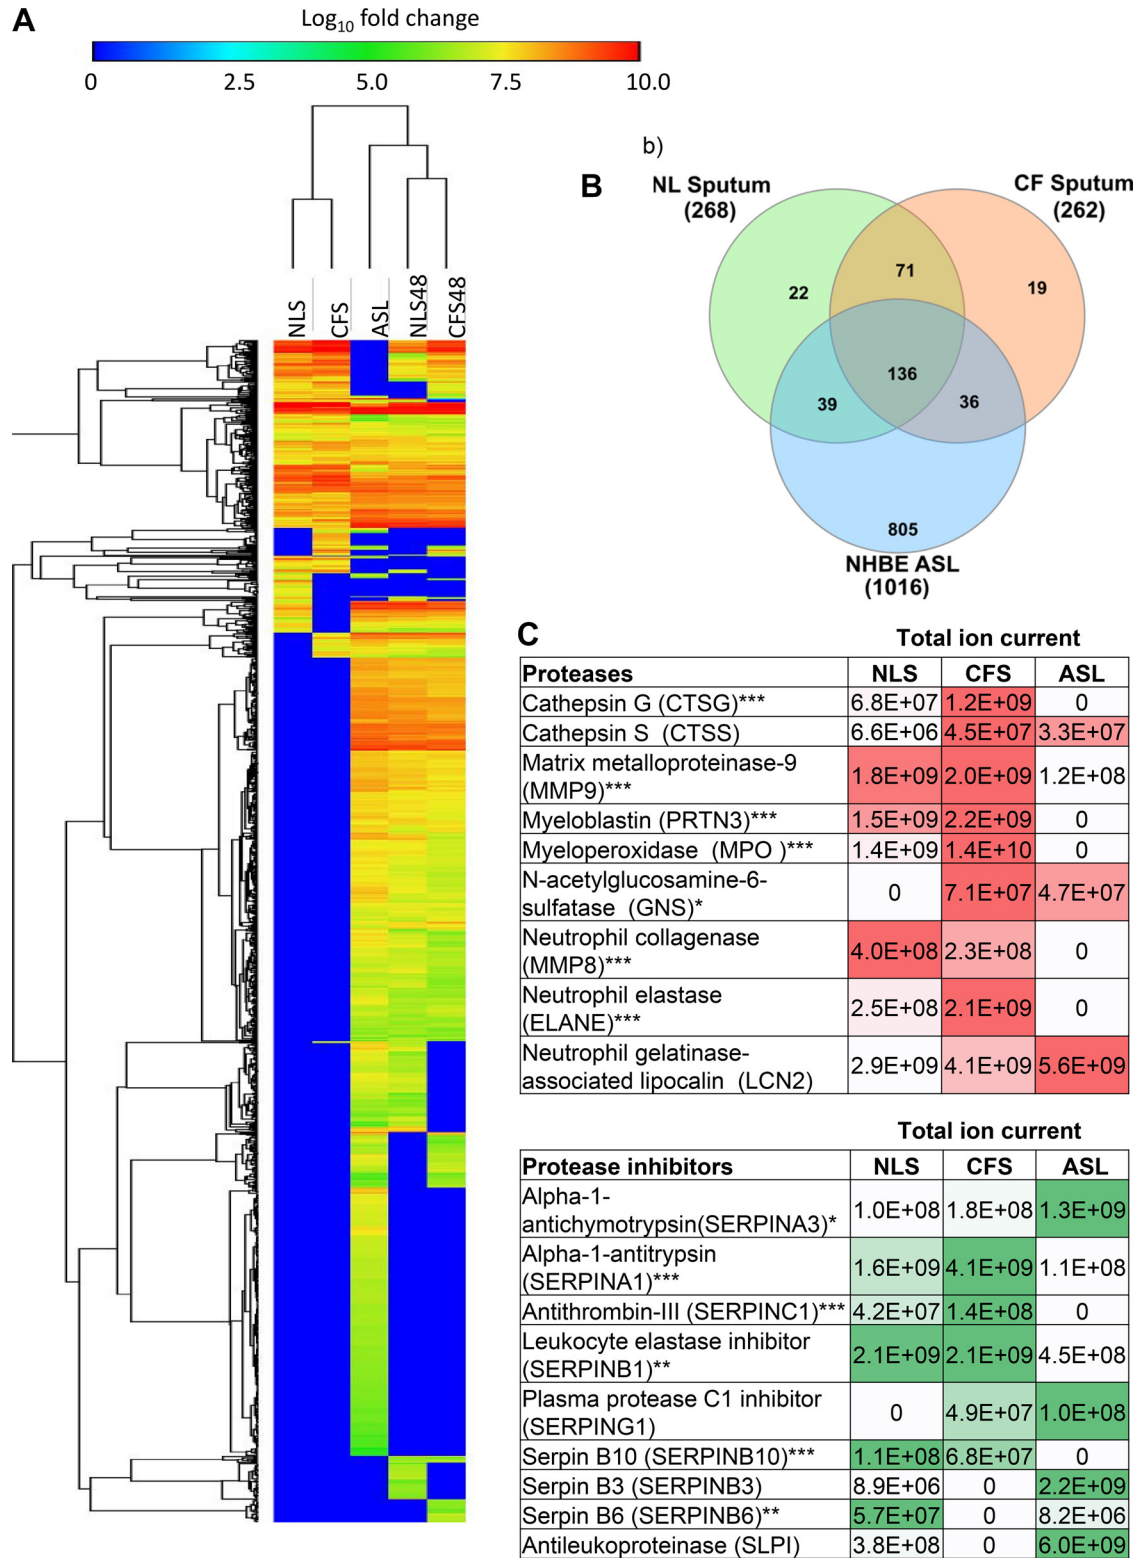 A
Log10 fold change
0 2.5 5.0 7.5 10.0
NLS CFS ASL NLS48 CFS48
b)
B
NL Sputum
(268)
CF Sputum
(262)
71
22
19
136
39
36
805
NHBE ASL
(1016)
C
Total ion current
Proteases NLS CFS ASL
Cathepsin G (CTSG)*** 6.8E+07 1.2E+09 0
Cathepsin S (CTSS) 6.6E+06 4.5E+07 3.3E+07
Matrix metalloproteinase-9
(MMP9)*** 1.8E+09 2.0E+09 1.2E+08
Myeloblastin (PRTN3)*** 1.5E+09 2.2E+09 0
Myeloperoxidase (MPO )*** 1.4E+09 1.4E+10 0
N-acetylglucosamine-6-
sulfatase (GNS)* 0 7.1E+07 4.7E+07
Neutrophil collagenase
(MMP8)*** 4.0E+08 2.3E+08 0
Neutrophil elastase
(ELANE)*** 2.5E+08 2.1E+09 0
Neutrophil gelatinase-
associated lipocalin (LCN2) 2.9E+09 4.1E+09 5.6E+09
Total ion current
Protease inhibitors NLS CFS ASL
Alpha-1-
antichymotrypsin(SERPINA3)* 1.0E+08 1.8E+08 1.3E+09
Alpha-1-antitrypsin
(SERPINA1)*** 1.6E+09 4.1E+09 1.1E+08
Antithrombin-III (SERPINC1)*** 4.2E+07 1.4E+08 0
Leukocyte elastase inhibitor
(SERPINB1)** 2.1E+09 2.1E+09 4.5E+08
Plasma protease C1 inhibitor
(SERPING1) 0 4.9E+07 1.0E+08
Serpin B10 (SERPINB10)*** 1.1E+08 6.8E+07 0
Serpin B3 (SERPINB3) 8.9E+06 0 2.2E+09
Serpin B6 (SERPINB6)** 5.7E+07 0 8.2E+06
Antileukoproteinase (SLPI) 3.8E+08 0 6.0E+09